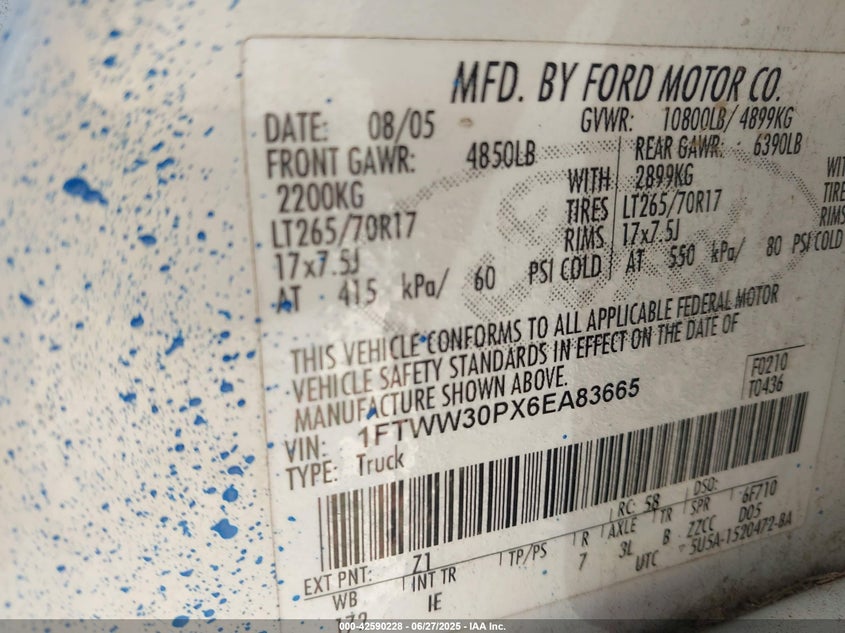 MFD. BY FORD MOTOR CO.
DATE: 08/05 GVWR: 10800LB/ 4899KG
FRONT GAWR: 4850LB REAR GAWR: 6390LB
2200KG WITH 2899KG WIT
LT265/70R17 TIRES LT265/70R17 TIRE
17x7.5J RIMS 17x7.5J RIMS
AT 415 kPa/ 60 PSI COLD AT 550 kPa/ 80 PSI COLD
THIS VEHICLE CONFORMS TO ALL APPLICABLE FEDERAL MOTOR
VEHICLE SAFETY STANDARDS IN EFFECT ON THE DATE OF
MANUFACTURE SHOWN ABOVE.
F0210
T0436
VIN: 1FTWW30PX6EA83665
TYPE: Truck
EXT PNT: Z1 RC: 58 DSO:
WB INT TR TP/PS R AXLE TR SPR 6F710
172 IE 7 3L B ZZCC D05
UTC 5U5A-1520472-BA
000-42590228 - 06/27/2025 - IAA Inc.